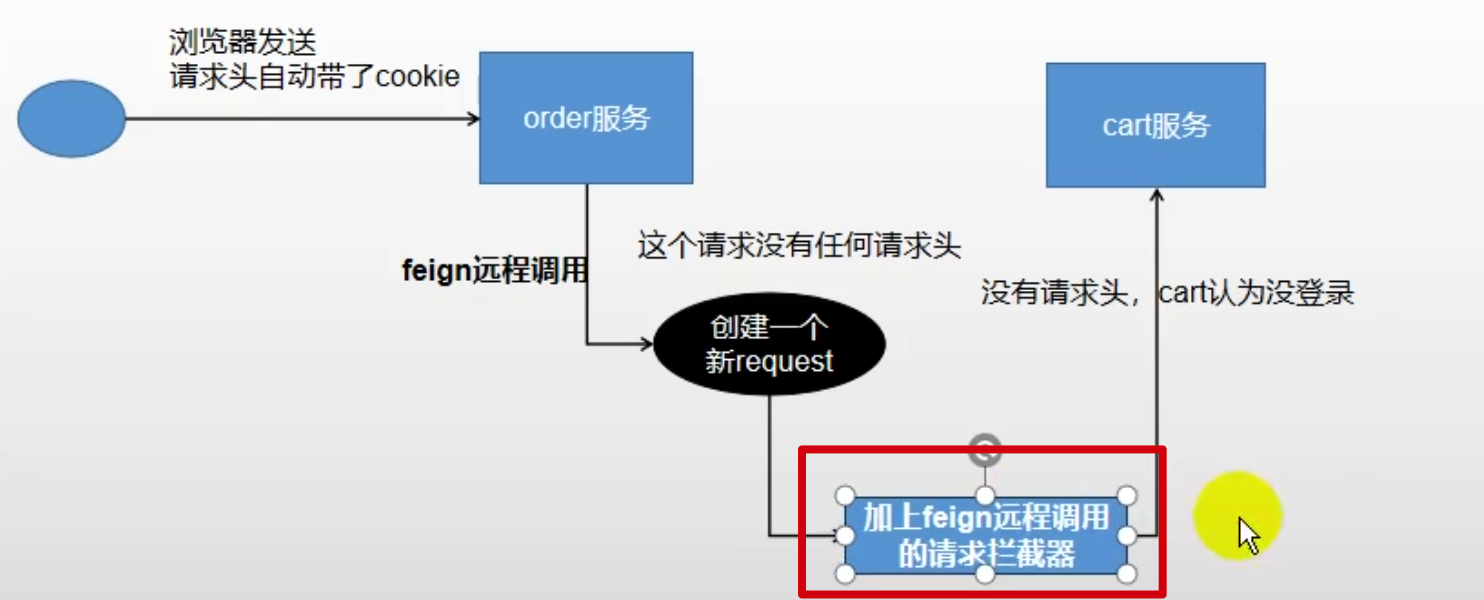 浏览器发送
请求头自动带了cookie
order服务
cart服务
feign远程调用
这个请求没有任何请求头
没有请求头，cart认为没登录
创建一个
新request
加上feign远程调用
的请求拦截器